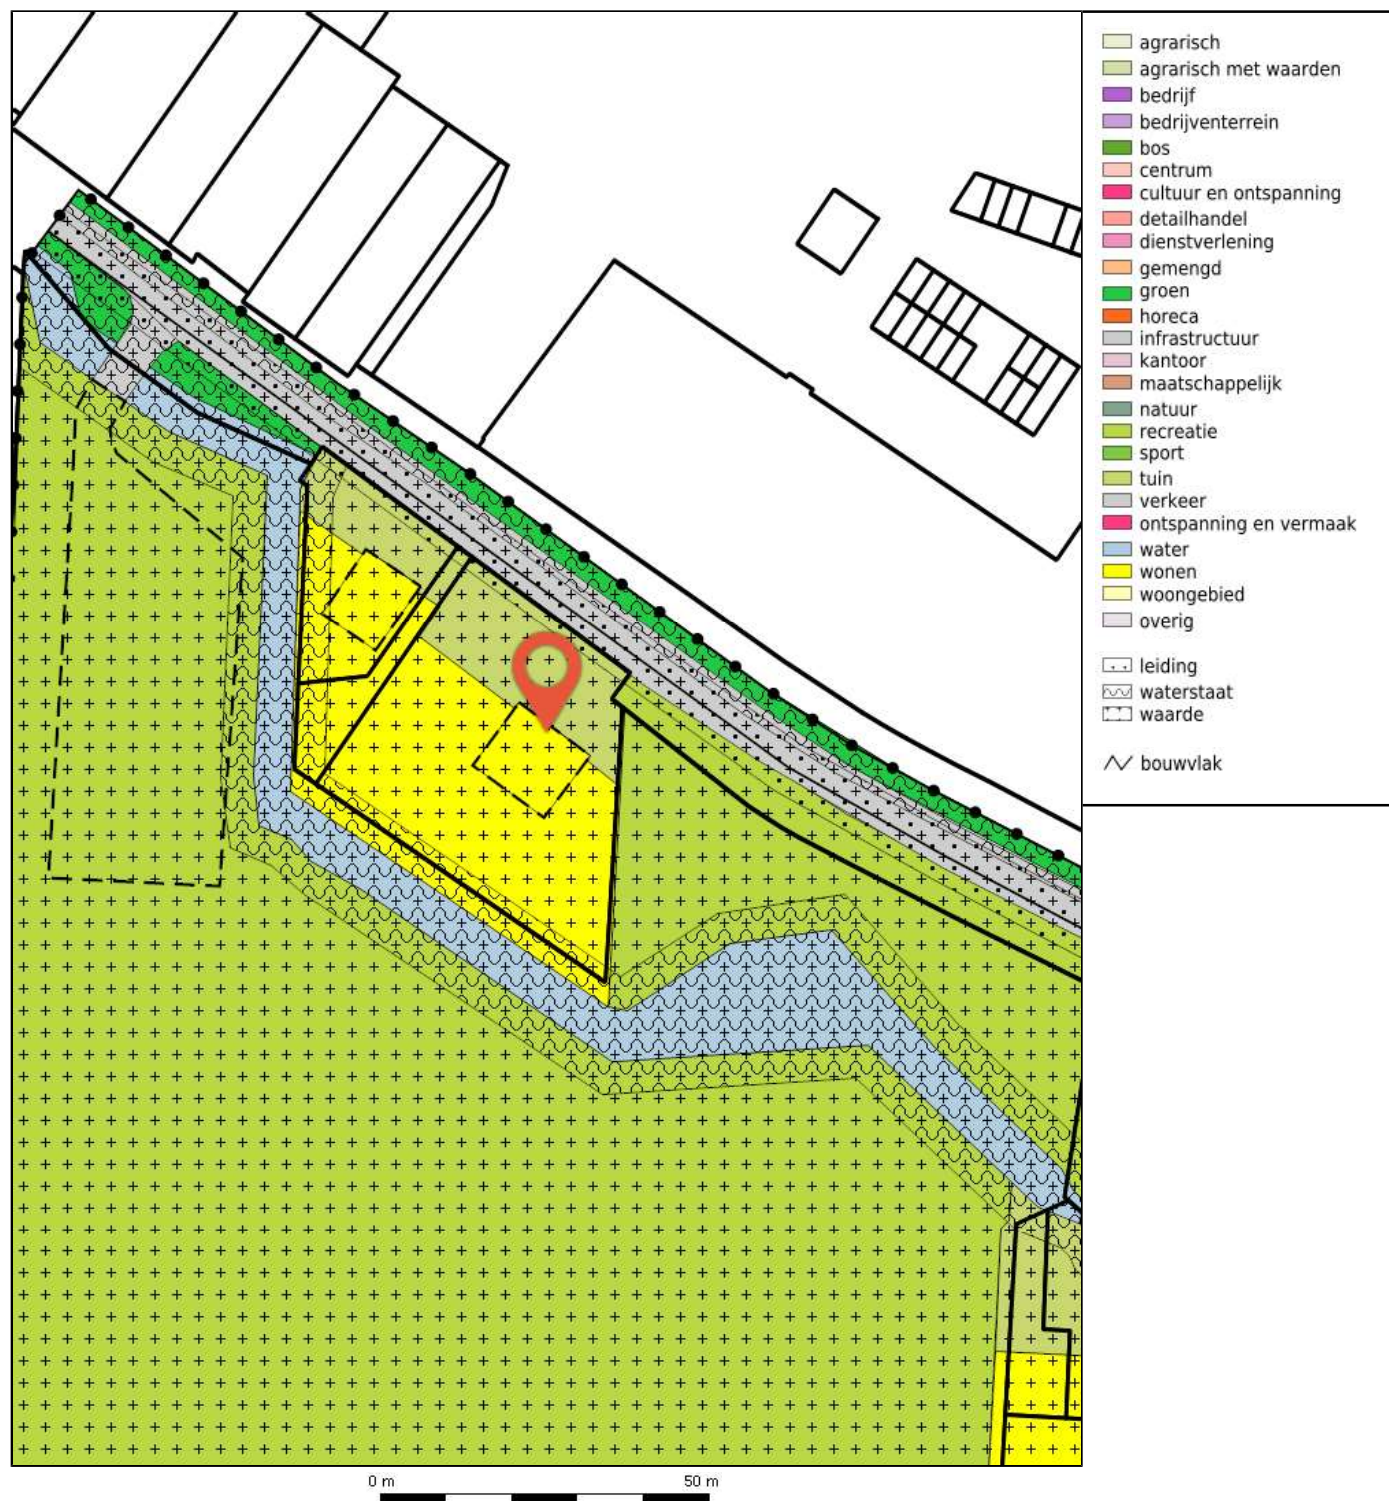 agrarisch
agrarisch met waarden
bedrijf
bedrijventerrein
bos
centrum
cultuur en ontspanning
detailhandel
dienstverlening
gemengd
groen
horeca
infrastructuur
kantoor
maatschappelijk
natuur
recreatie
sport
tuin
verkeer
ontspanning en vermaak
water
wonen
woongebied
overig
leiding
waterstaat
waarde
bouwvlak
0 m 50 m